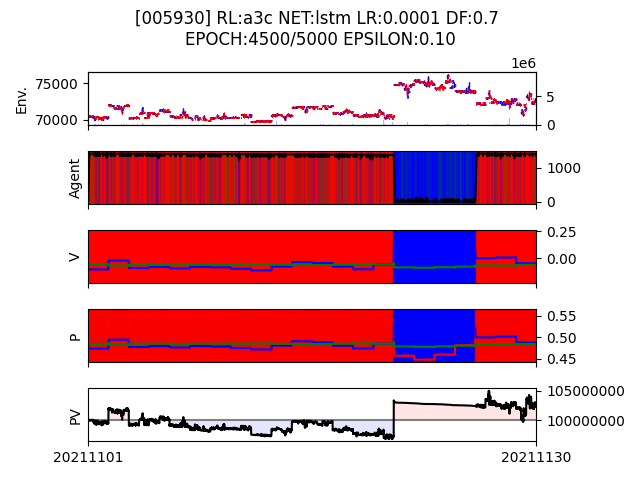 [005930] RL:a3c NET:lstm LR:0.0001 DF:0.7
EPOCH:4500/5000 EPSILON:0.10
1e6
Env.
75000
70000
5
0
Agent
1000
0
V
0.25
0.00
P
0.55
0.50
0.45
PV
105000000
100000000
20211101
20211130